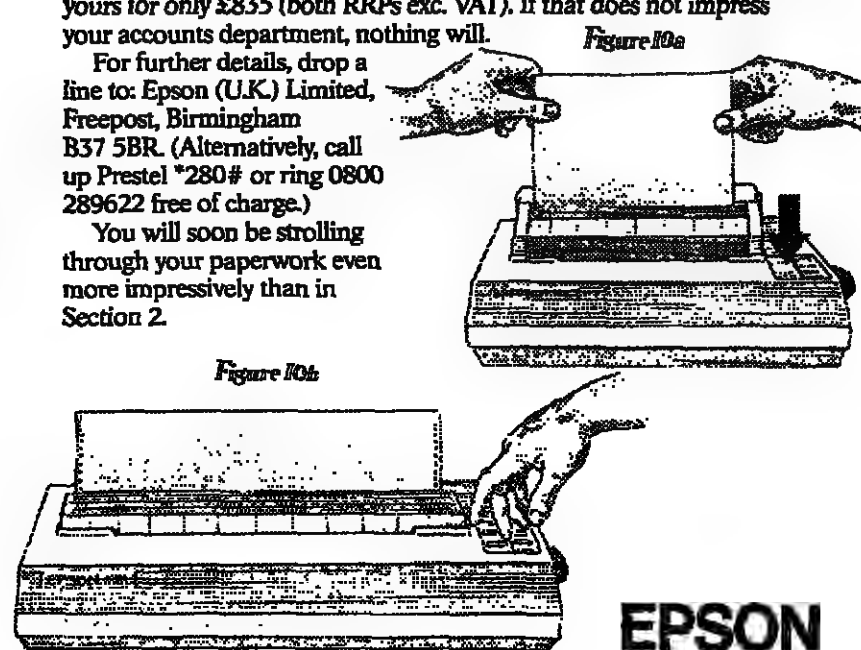 yours for only £835 (both RRPs exc. VAT). If that does not impress
your accounts department, nothing will.
Figure 10a
For further details, drop a
line to: Epson (U.K.) Limited,
Freepost, Birmingham
B37 5BR. (Alternatively, call
up Prestel *280# or ring 0800
289622 free of charge.)
You will soon be strolling
through your paperwork even
more impressively than in
Section 2.
Figure 10b
EPSON